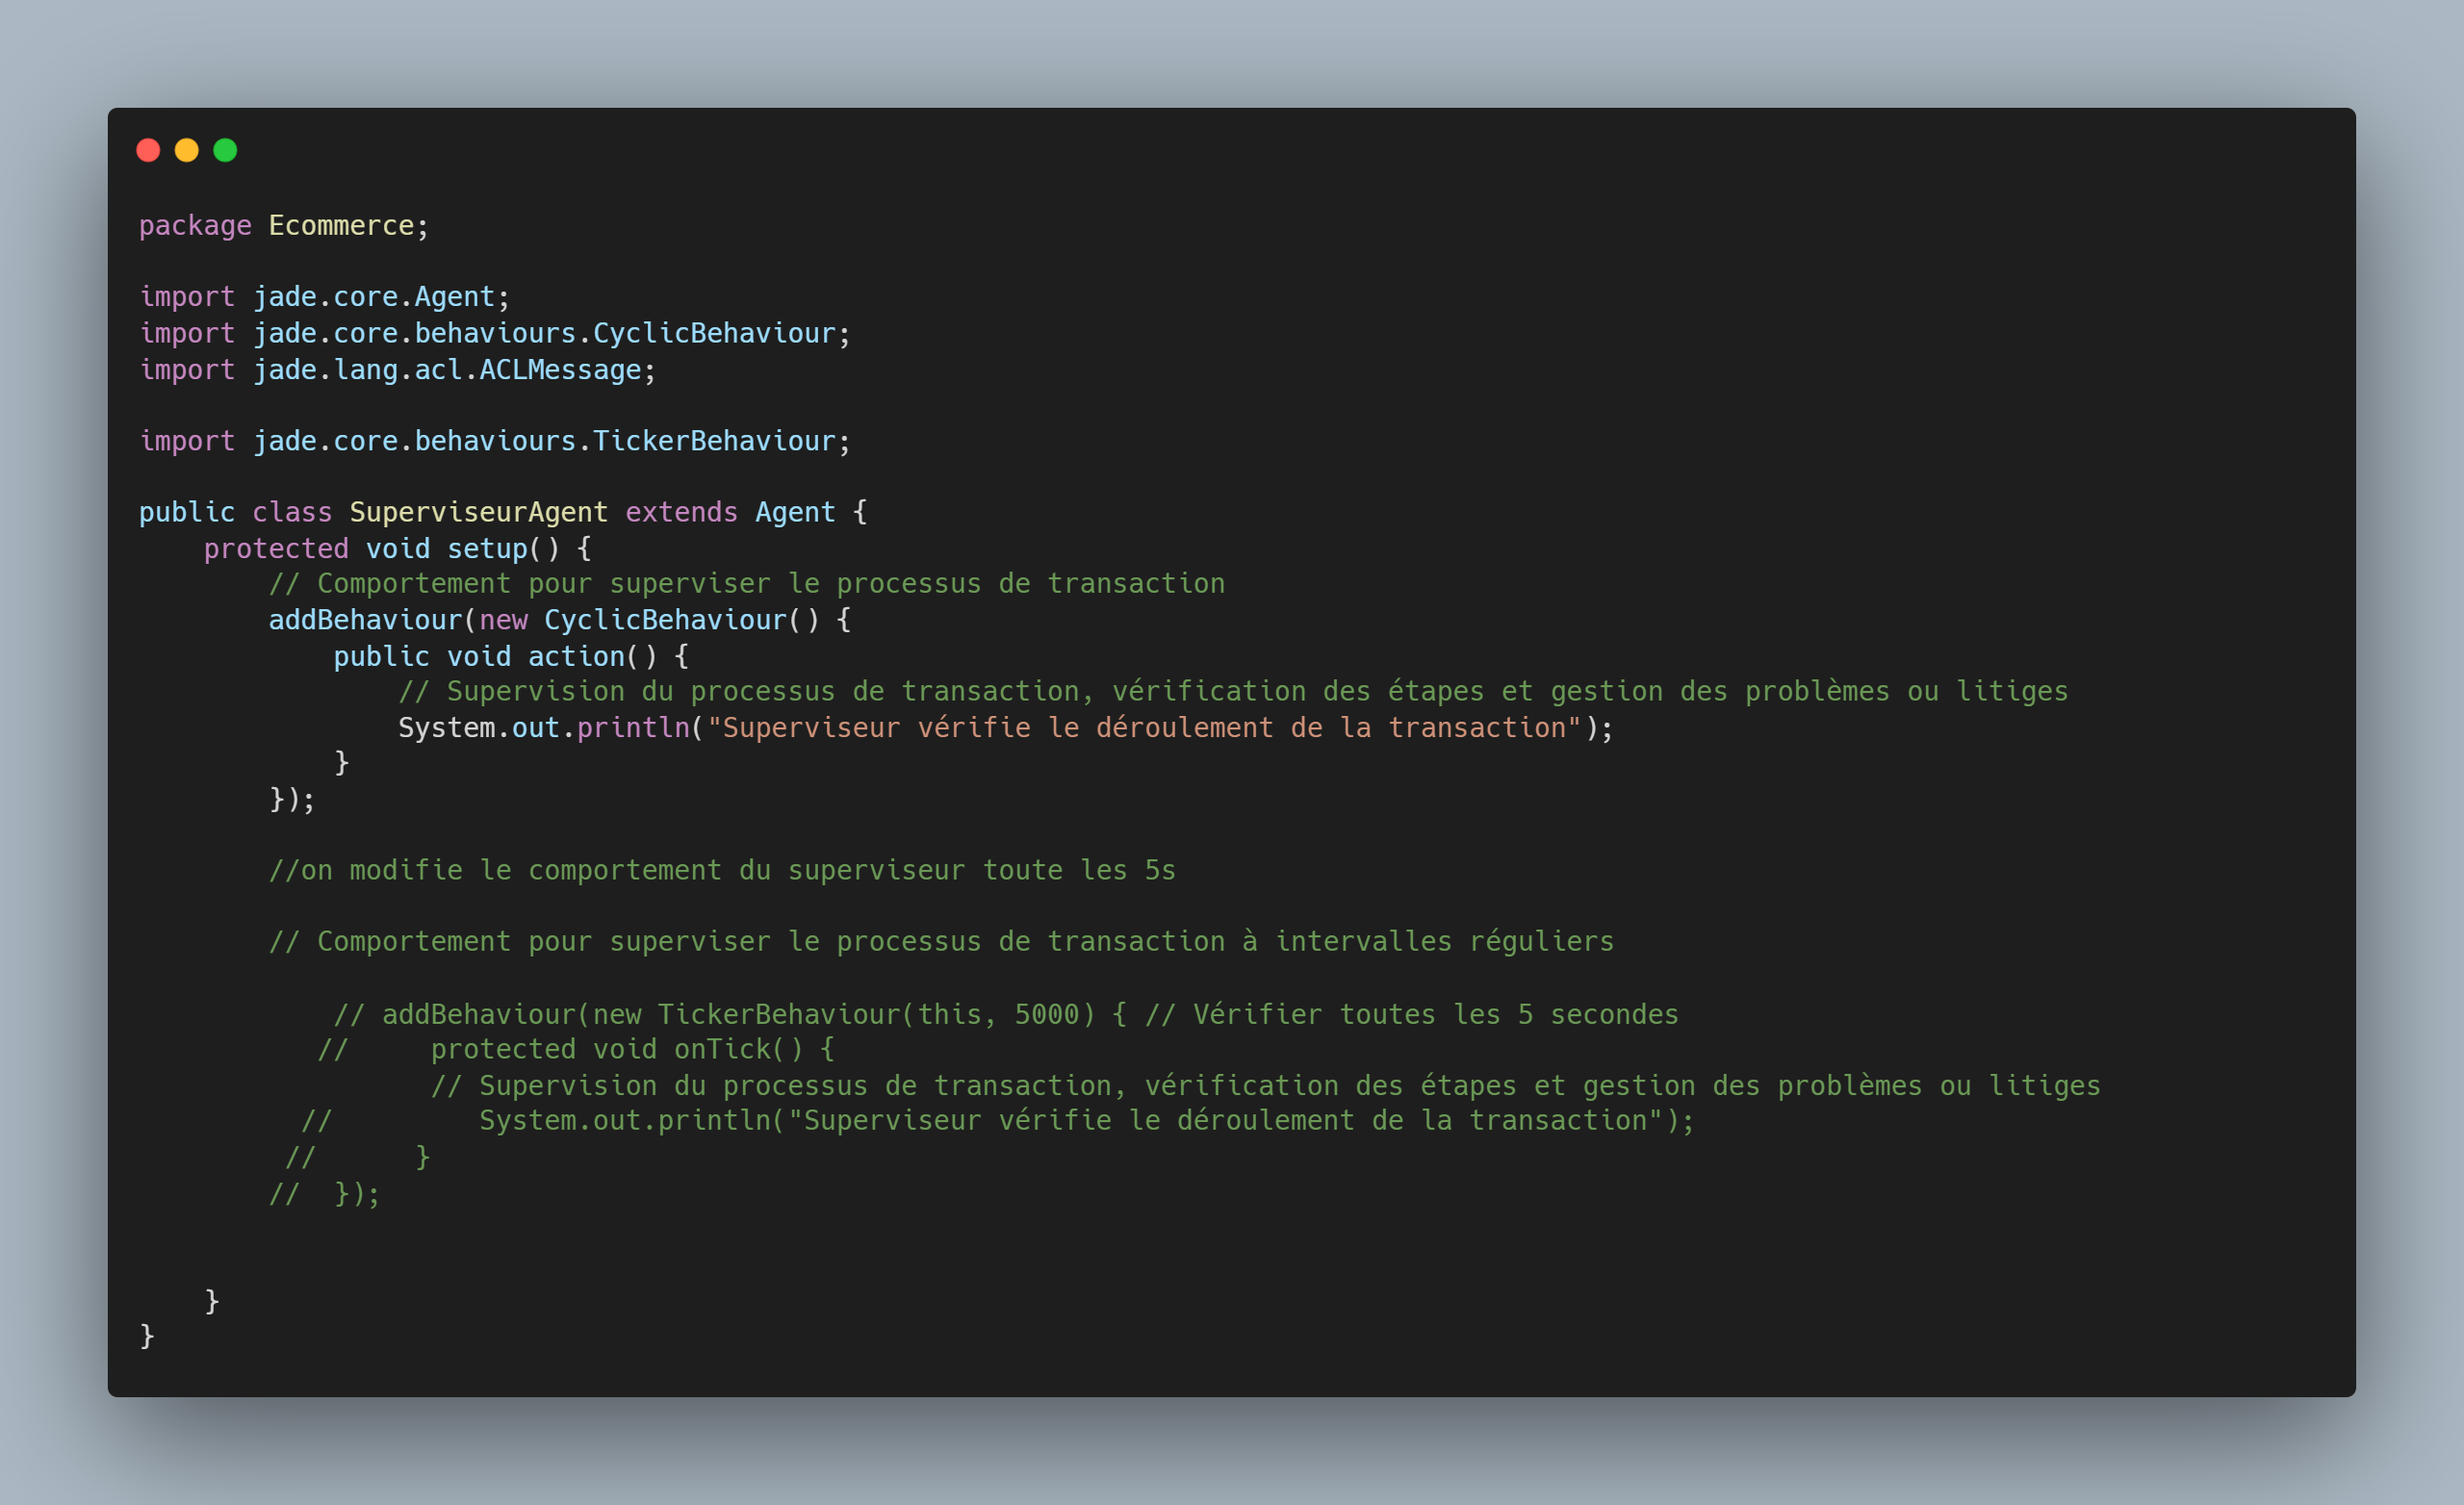 package Ecommerce;

import jade.core.Agent;
import jade.core.behaviours.CyclicBehaviour;
import jade.lang.acl.ACLMessage;

import jade.core.behaviours.TickerBehaviour;

public class SuperviseurAgent extends Agent {
    protected void setup() {
        // Comportement pour superviser le processus de transaction
        addBehaviour(new CyclicBehaviour() {
            public void action() {
                // Supervision du processus de transaction, vérification des étapes et gestion des problèmes ou litiges
                System.out.println("Superviseur vérifie le déroulement de la transaction");
            }
        });

        //on modifie le comportement du superviseur toute les 5s

        // Comportement pour superviser le processus de transaction à intervalles réguliers

            // addBehaviour(new TickerBehaviour(this, 5000) { // Vérifier toutes les 5 secondes
           //     protected void onTick() {
                  // Supervision du processus de transaction, vérification des étapes et gestion des problèmes ou litiges
          //         System.out.println("Superviseur vérifie le déroulement de la transaction");
         //      }
        //  });


    }
}